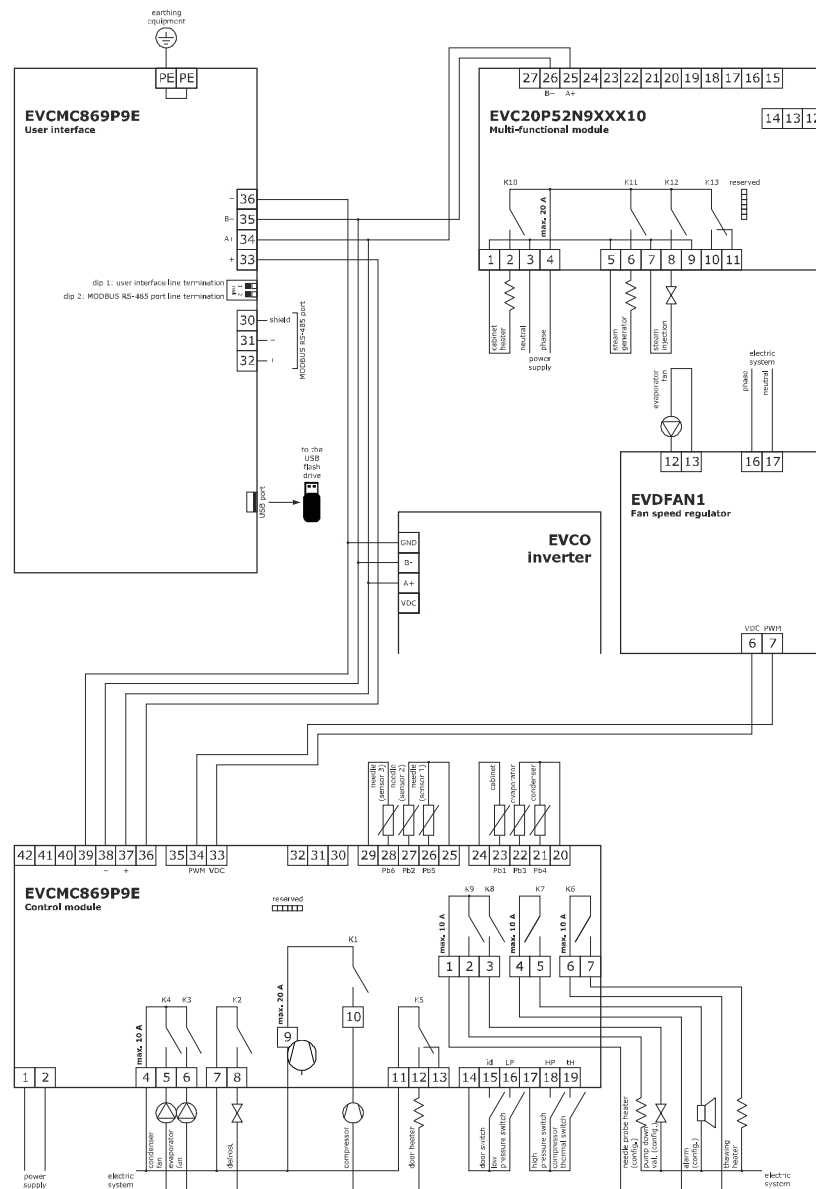 earthing
equipment
PE PE
EVCMC869P9E
User interface
− 36
B− 35
A+ 34
+ 33
dip 1: user interface line termination
dip 2: MODBUS RS-485 port line termination
30 shield
31 −
32 +
MODBUS RS-485 port
USB port
to the
USB
flash
drive
27 26 25 24 23 22 21 20 19 18 17 16 15
B− A+
EVC20P52N9XXX10
Multi-functional module
14 13 12
K10 K11 K12 K13 reserved
max. 20 A
1 2 3 4 5 6 7 8 9 10 11
cabinet
heater
neutral
phase
power
supply
steam
generator
steam
injection
electric
system
phase
neutral
evaporator
fan
12 13 16 17
EVDFAN1
Fan speed regulator
VDC PWM
6 7
EVCO
inverter
GND
B-
A+
VDC
needle
(sensor 3)
needle
(sensor 2)
needle
(sensor 1)
cabinet
evaporator
condenser
42 41 40 39 38 37 36 35 34 33 32 31 30 29 28 27 26 25 24 23 22 21 20
− + PWM VDC Pb6 Pb2 Pb5 Pb1 Pb3 Pb4
EVCMC869P9E
Control module
reserved
K9 K8 K7 K6
max. 10 A
max. 10 A
max. 10 A
1 2 3 4 5 6 7
K1
max. 20 A
10
9
K4 K3 K2 K5
max. 10 A
id LP HP tH
1 2 4 5 6 7 8 11 12 13 14 15 16 17 18 19
power
supply
electric
system
condenser
fan
evaporator
fan
defrost
compressor
door heater
door switch
low
pressure switch
high
pressure switch
compressor
thermal switch
needle probe heater
(config.)
pump down
val. (config.)
alarm
(config.)
thawing
heater
electric
system